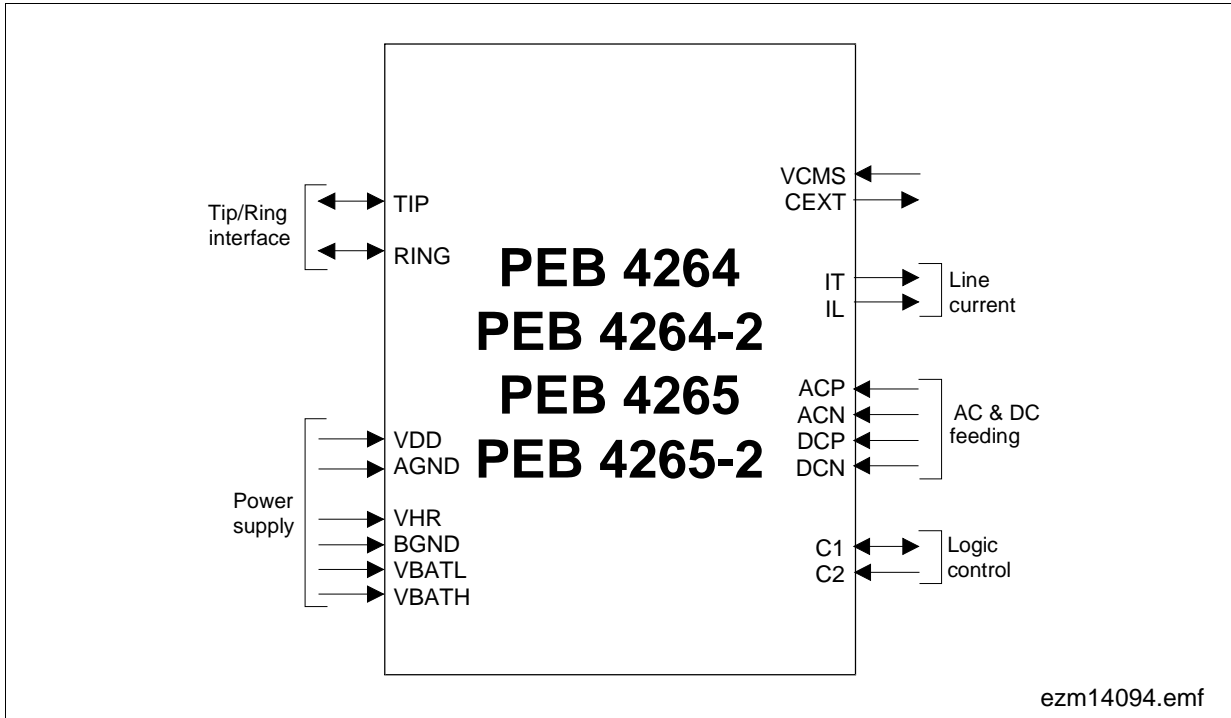 Tip/Ring
interface
TIP
RING
Power
supply
VDD
AGND
VHR
BGND
VBATL
VBATH
PEB 4264
PEB 4264-2
PEB 4265
PEB 4265-2
VCMS
CEXT
IT
IL
Line
current
ACP
ACN
DCP
DCN
AC & DC
feeding
C1
C2
Logic
control
ezm14094.emf